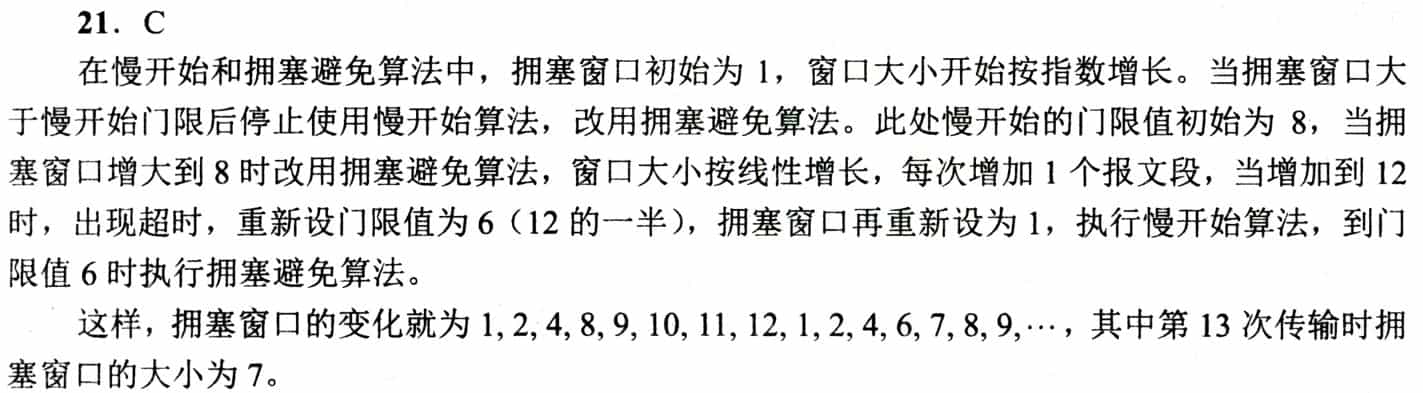 21．C
在慢开始和拥塞避免算法中，拥塞窗口初始为 1，窗口大小开始按指数增长。当拥塞窗口大
于慢开始门限后停止使用慢开始算法，改用拥塞避免算法。此处慢开始的门限值初始为 8，当拥
塞窗口增大到 8 时改用拥塞避免算法，窗口大小按线性增长，每次增加 1 个报文段，当增加到 12
时，出现超时，重新设门限值为 6（12 的一半），拥塞窗口再重新设为 1，执行慢开始算法，到门
限值 6 时执行拥塞避免算法。
这样，拥塞窗口的变化就为 1, 2, 4, 8, 9, 10, 11, 12, 1, 2, 4, 6, 7, 8, 9,…，其中第 13 次传输时拥
塞窗口的大小为 7。